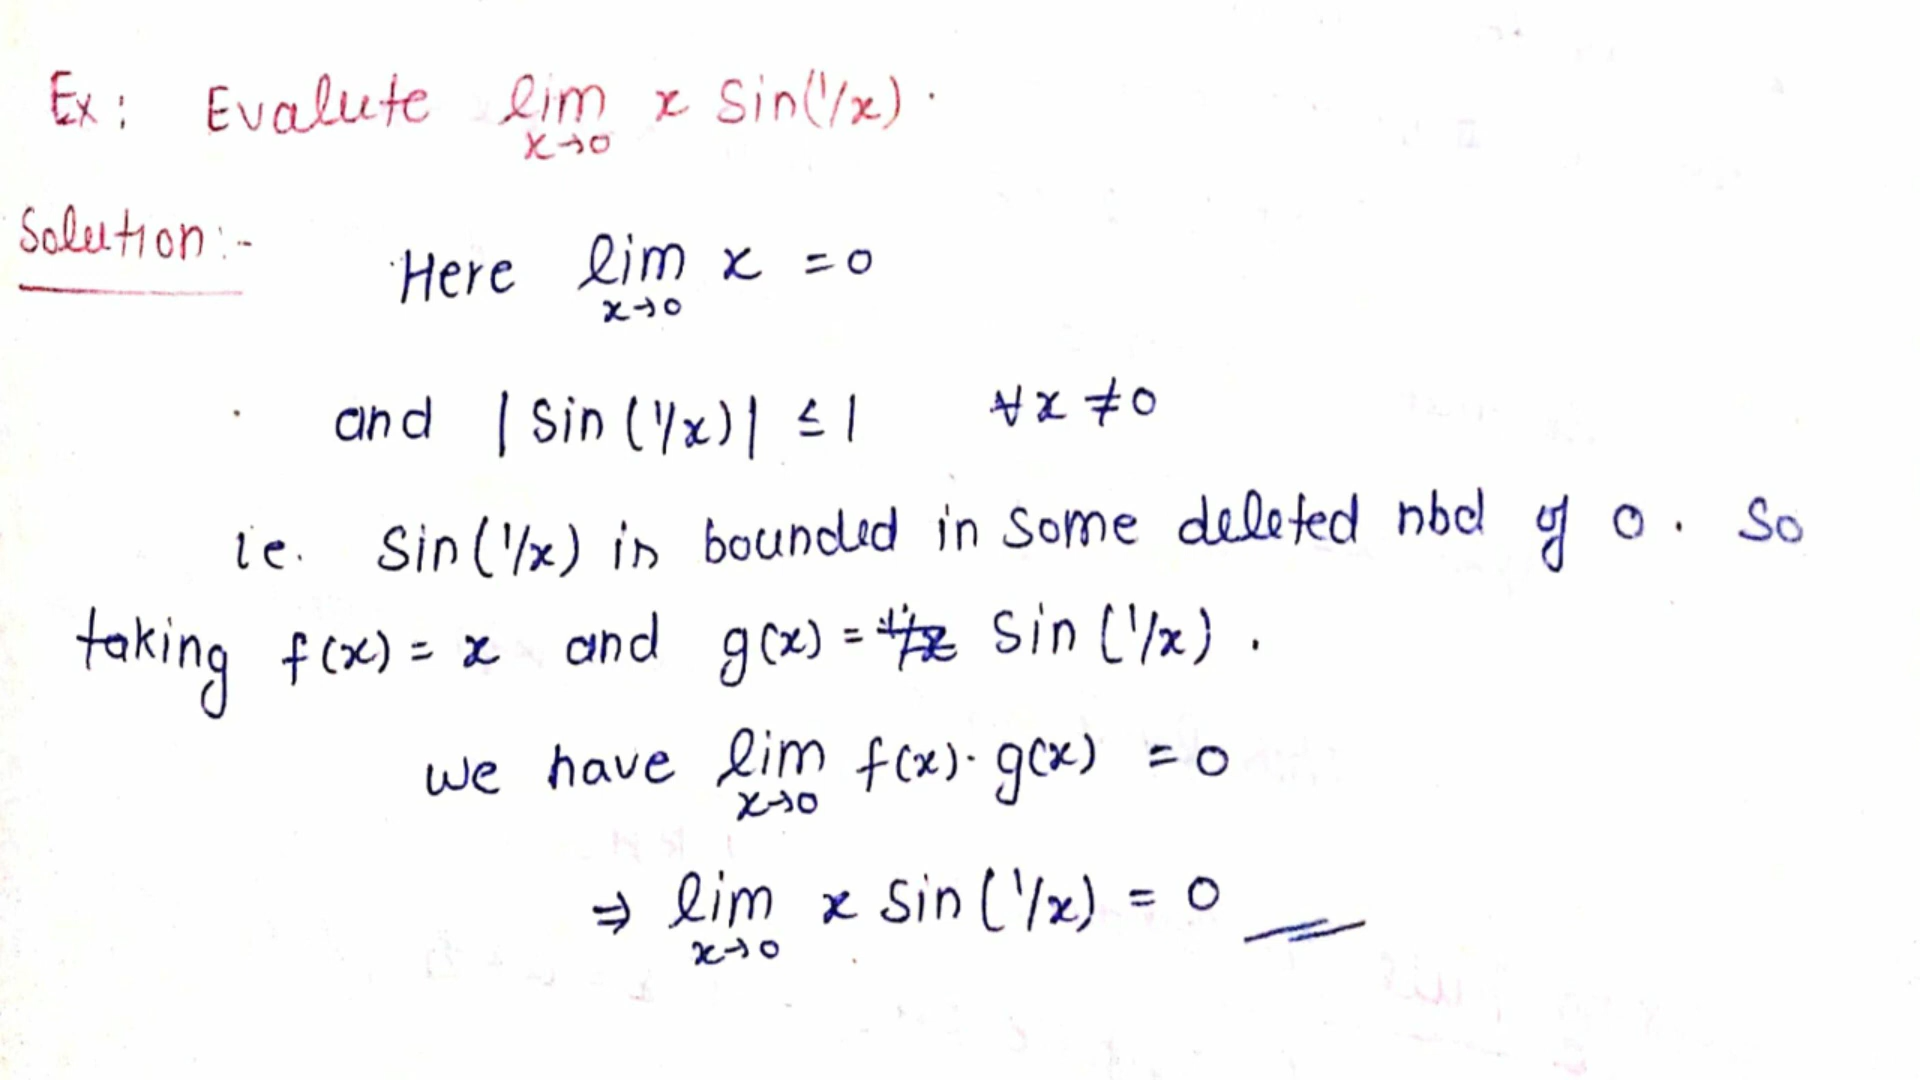 Ex: Evalute lim x→0 x Sin(1/x).
Solution:-
Here lim x→0 x = 0
and |Sin(1/x)| ≤ 1 ∀x ≠ 0
ie. Sin(1/x) is bounded in some deleted nbd of 0. So
taking f(x) = x and g(x) = Sin(1/x).
we have lim x→0 f(x)·g(x) = 0
⇒ lim x→0 x Sin(1/x) = 0